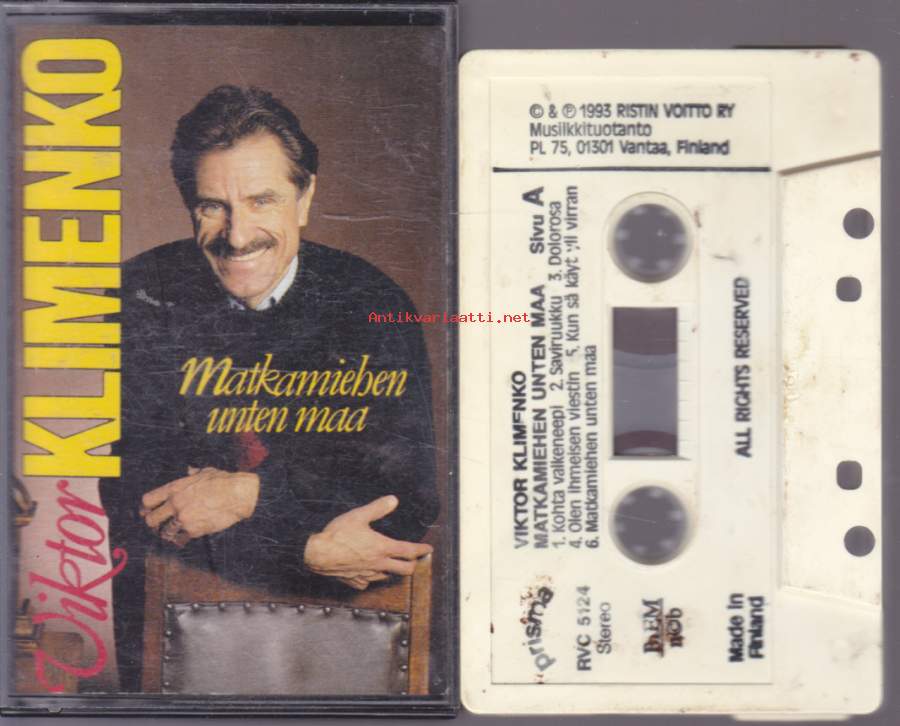 Viktor
KLIMENKO
Matkamiehen
unten maa
Antikvariaatti.net
© & ℗ 1993 RISTIN VOITTO RY
Musiikkituotanto
PL 75, 01301 Vantaa, Finland
VIKTOR KLIMENKO
MATKAMIEHEN UNTEN MAA Sivu A
1. Kohta valkeneepi 2. Saviruukku 3. Dolorosa
4. Olen ihmeisen viestin 5. Kun sä käyt yli virran
6. Matkamiehen unten maa
prisma
RVC 5124
Stereo
n©b
Made in
Finland
ALL RIGHTS RESERVED